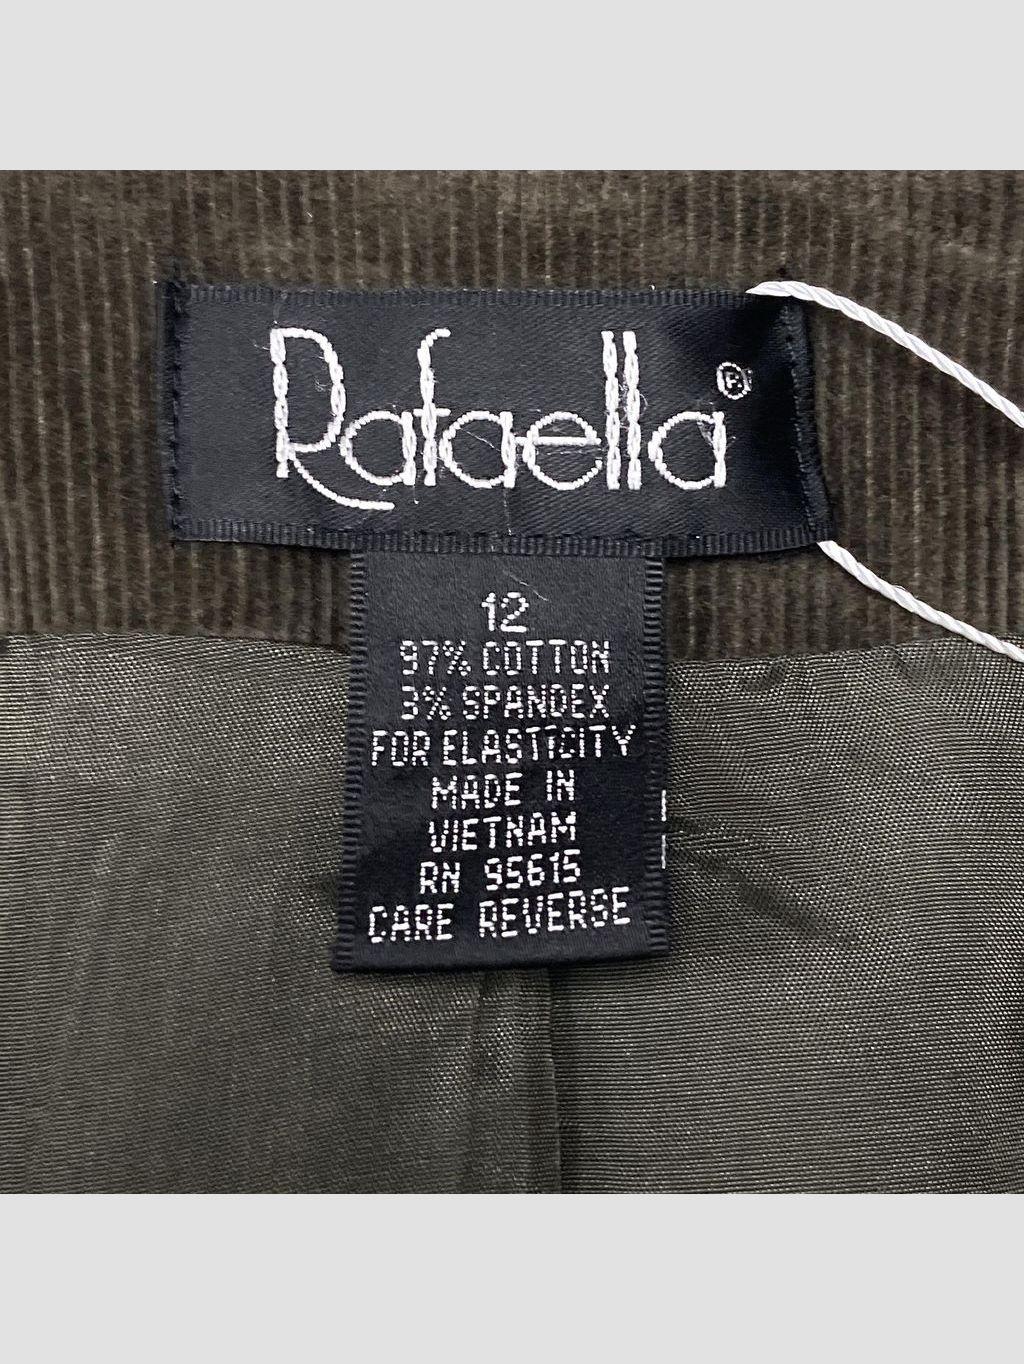 Rafaella®
12
97% COTTON
3% SPANDEX
FOR ELASTICITY
MADE IN
VIETNAM
RN 95615
CARE REVERSE